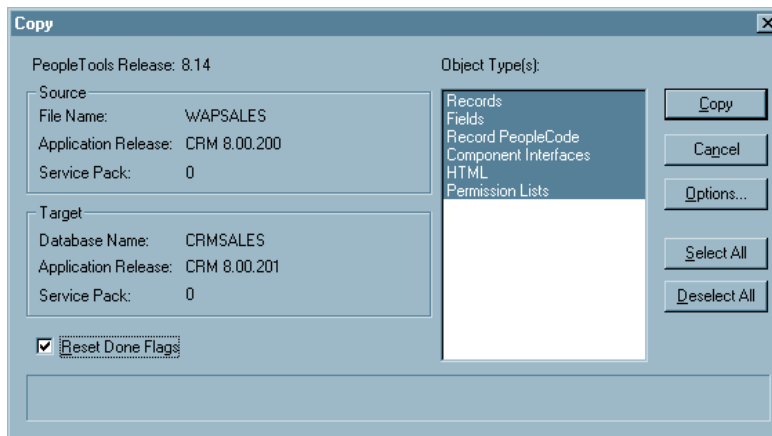 Copy
PeopleTools Release: 8.14
Source
File Name: WAPSALES
Application Release: CRM 8.00.200
Service Pack: 0
Target
Database Name: CRMSALES
Application Release: CRM 8.00.201
Service Pack: 0
Reset Done Flags
Object Type(s):
Records
Fields
Record PeopleCode
Component Interfaces
HTML
Permission Lists
Copy
Cancel
Options...
Select All
Deselect All